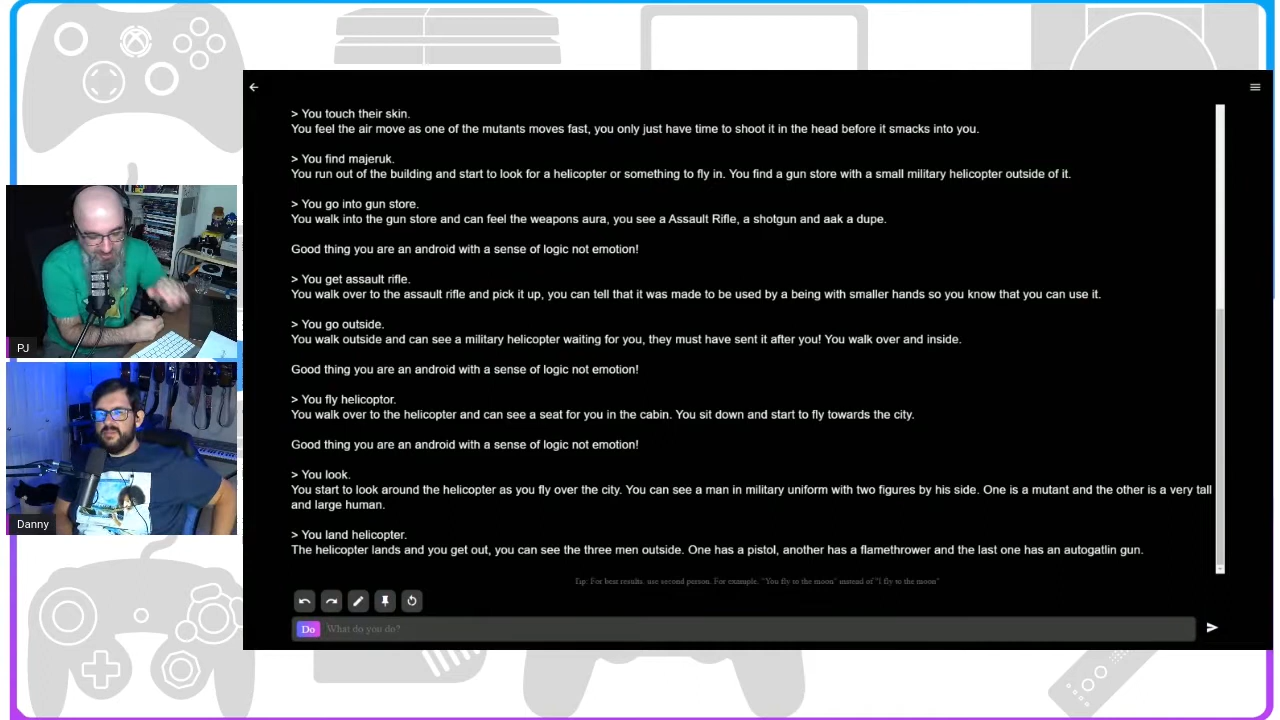 > You touch their skin.
You feel the air move as one of the mutants moves fast, you only just have time to shoot it in the head before it smacks into you.
> You find majeruk.
You run out of the building and start to look for a helicopter or something to fly in. You find a gun store with a small military helicopter outside of it.
> You go into gun store.
You walk into the gun store and can feel the weapons aura, you see a Assault Rifle, a shotgun and aak a dupe.
Good thing you are an android with a sense of logic not emotion!
> You get assault rifle.
You walk over to the assault rifle and pick it up, you can tell that it was made to be used by a being with smaller hands so you know that you can use it.
> You go outside.
You walk outside and can see a military helicopter waiting for you, they must have sent it after you! You walk over and inside.
Good thing you are an android with a sense of logic not emotion!
> You fly helicoptor.
You walk over to the helicopter and can see a seat for you in the cabin. You sit down and start to fly towards the city.
Good thing you are an android with a sense of logic not emotion!
> You look.
You start to look around the helicopter as you fly over the city. You can see a man in military uniform with two figures by his side. One is a mutant and the other is a very tall
and large human.
> You land helicopter.
The helicopter lands and you get out, you can see the three men outside. One has a pistol, another has a flamethrower and the last one has an autogatlin gun.
Tip: For best results, use second person. For example, "You fly to the moon" instead of "I fly to the moon"
Do What do you do?
PJ
Danny